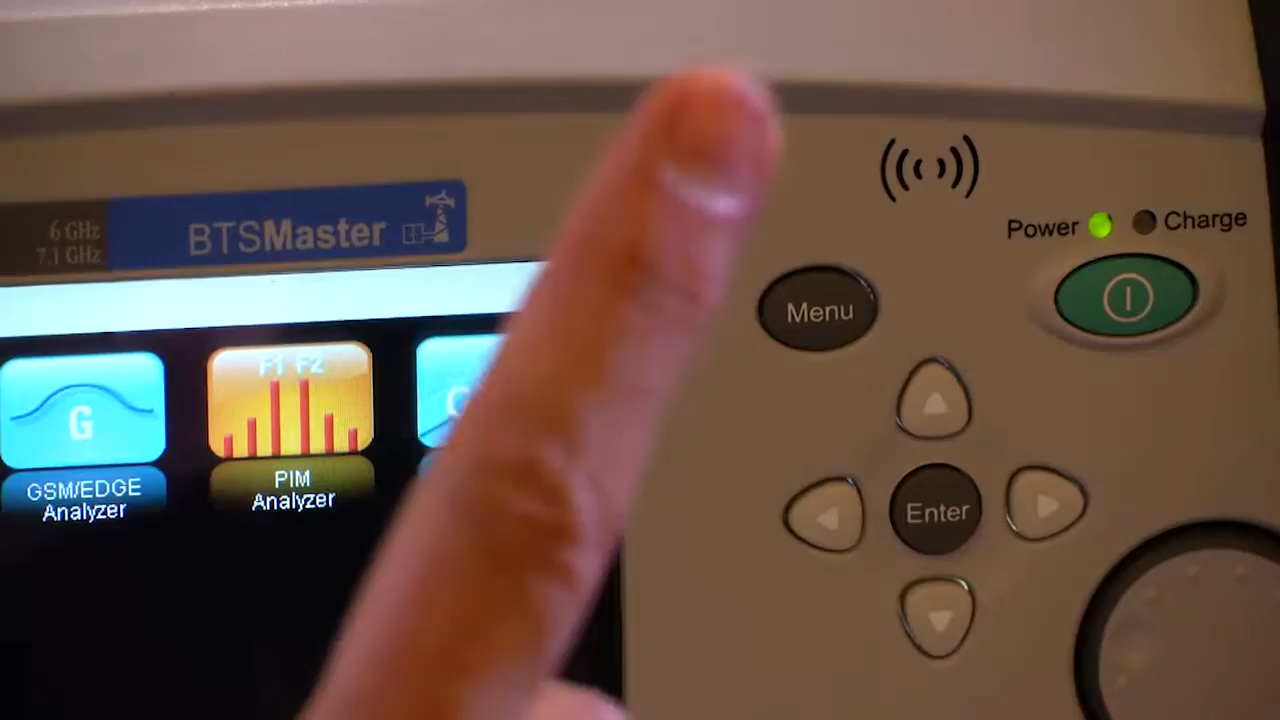 6 GHz
7.1 GHz
BTSMaster
Power
Charge
Menu
G
F1 F2
GSM/EDGE
Analyzer
PIM
Analyzer
Enter